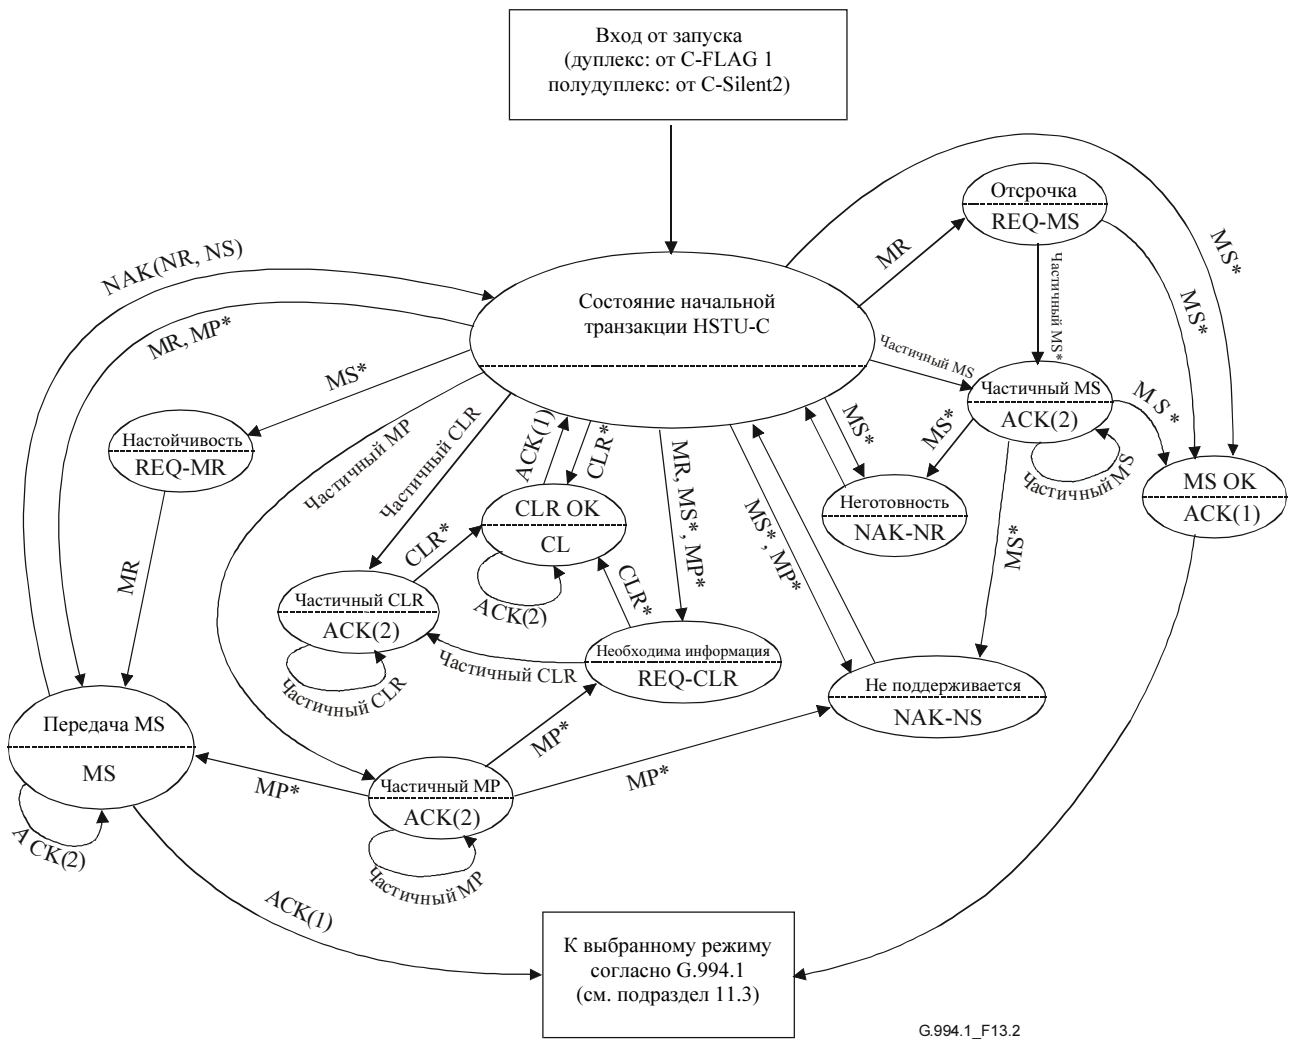 Вход от запуска
(дуплекс: от C-FLAG 1
полудуплекс: от C-Silent2)
Отсрочка
REQ-MS
MR
MS*
MS*
Частичный MS*
NAK(NR, NS)
MR, MP*
Состояние начальной
транзакции HSTU-C
MS*
Частичный MS
Частичный MS
ACK(2)
M S *
Частичный MS
Настойчивость
REQ-MR
Частичный MP
Частичный CLR
ACK(1)
CLR*
MR, MS*, MP*
MS*
MS*
MS OK
ACK(1)
CLR OK
CL
ACK(2)
Неготовность
NAK-NR
MS*, MP*
MS*
MR
CLR*
CLR*
Частичный CLR
ACK(2)
Частичный CLR
Частичный CLR
Необходима информация
REQ-CLR
Не поддерживается
NAK-NS
Передача MS
MS
A CK(2)
MP*
MP*
MP*
Частичный MP
ACK(2)
Частичный MP
ACK(1)
К выбранному режиму
согласно G.994.1
(см. подраздел 11.3)
G.994.1_F13.2